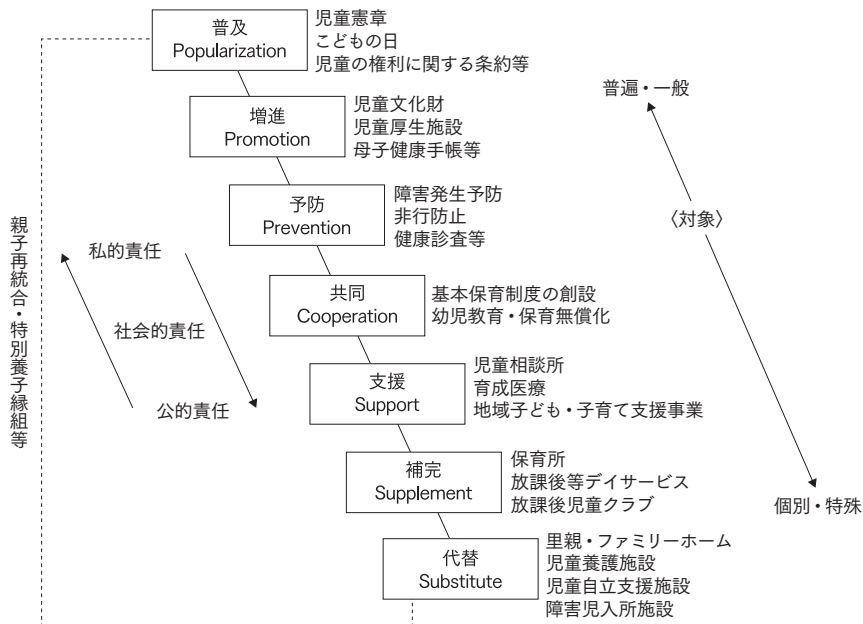 普及
Popularization
児童憲章
こどもの日
児童の権利に関する条約等
増進
Promotion
児童文化財
児童厚生施設
母子健康手帳等
予防
Prevention
障害発生予防
非行防止
健康診査等
共同
Cooperation
基本保育制度の創設
幼児教育・保育無償化
支援
Support
児童相談所
育成医療
地域子ども・子育て支援事業
補完
Supplement
保育所
放課後等デイサービス
放課後児童クラブ
代替
Substitute
里親・ファミリーホーム
児童養護施設
児童自立支援施設
障害児入所施設
親子再統合・特別養子縁組等
私的責任
社会的責任
公的責任
普遍・一般
〈対象〉
個別・特殊